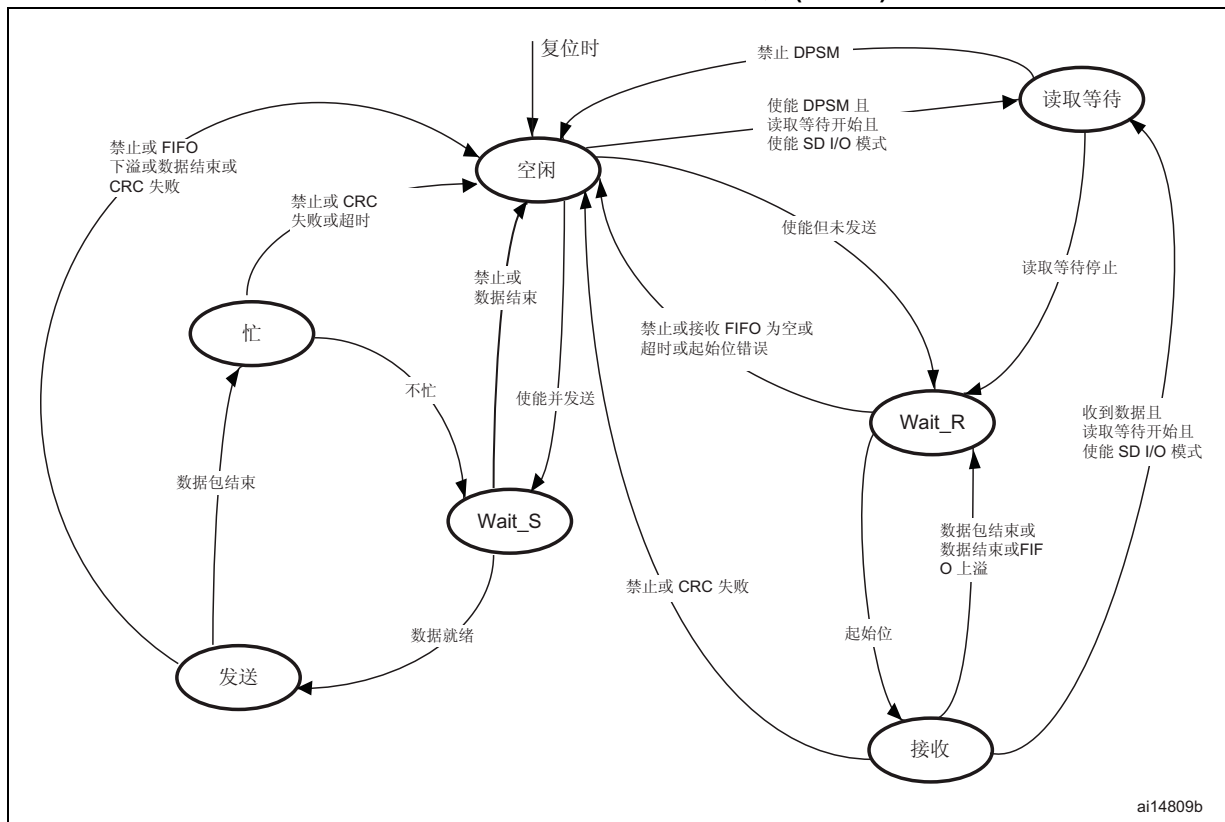 复位时
禁止 DPSM
读取等待
使能 DPSM 且
读取等待开始且
使能 SD I/O 模式
禁止或 FIFO
下溢或数据结束或
CRC 失败
空闲
禁止或 CRC
失败或超时
使能但未发送
读取等待停止
禁止或
数据结束
忙
禁止或接收 FIFO 为空或
超时或起始位错误
不忙
使能并发送
Wait_R
收到数据且
读取等待开始且
使能 SD I/O 模式
数据包结束
Wait_S
数据包结束或
数据结束或FIF
O 上溢
禁止或 CRC 失败
数据就绪
起始位
发送
接收
ai14809b